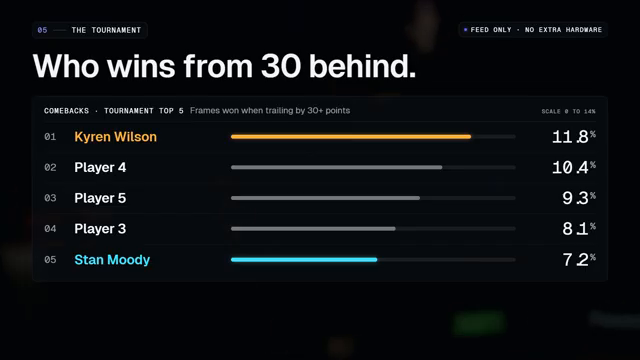 05 — THE TOURNAMENT
FEED ONLY · NO EXTRA HARDWARE
Who wins from 30 behind.
COMEBACKS · TOURNAMENT TOP 5 Frames won when trailing by 30+ points
SCALE 0 TO 14%
01 Kyren Wilson 11.8%
02 Player 4 10.4%
03 Player 5 9.3%
04 Player 3 8.1%
05 Stan Moody 7.2%